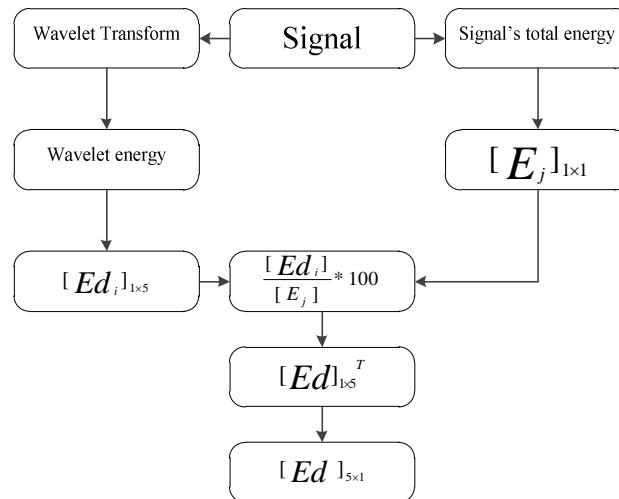 Wavelet Transform
Signal
Signal's total energy
Wavelet energy
[E_j]_{1×1}
[Ed_i]_{1×5}
[Ed_i]/[E_j] * 100
[Ed]_{1×5}^T
[Ed ]_{5×1}